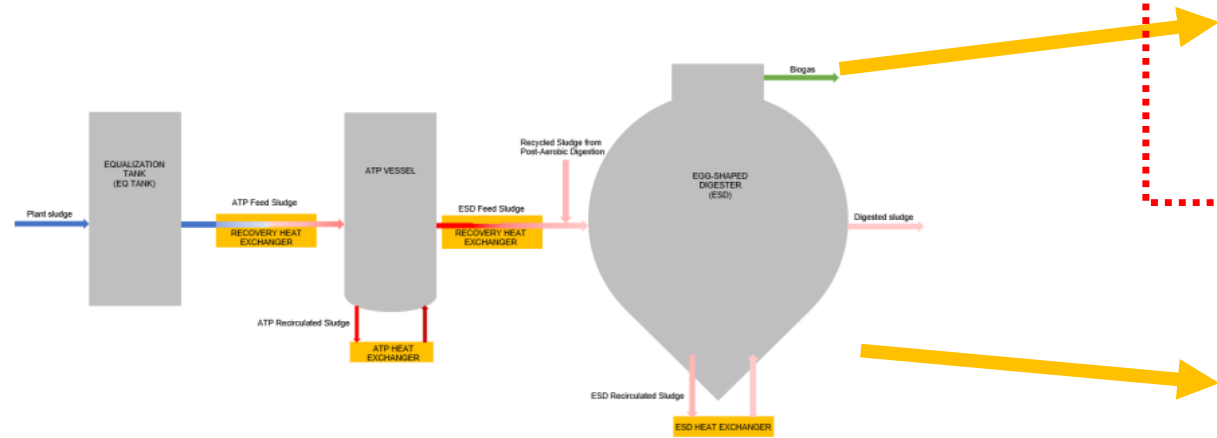 Biogas
Recycled Sludge from
Post-Aerobic Digestion
EQUALIZATION
TANK
(EQ TANK)
ATP VESSEL
EGG-SHAPED
DIGESTER
(ESD)
Plant sludge
ATP Feed Sludge
RECOVERY HEAT
EXCHANGER
ESD Feed Sludge
RECOVERY HEAT
EXCHANGER
Digested sludge
ATP Recirculated Sludge
ATP HEAT
EXCHANGER
ESD Recirculated Sludge
ESD HEAT EXCHANGER